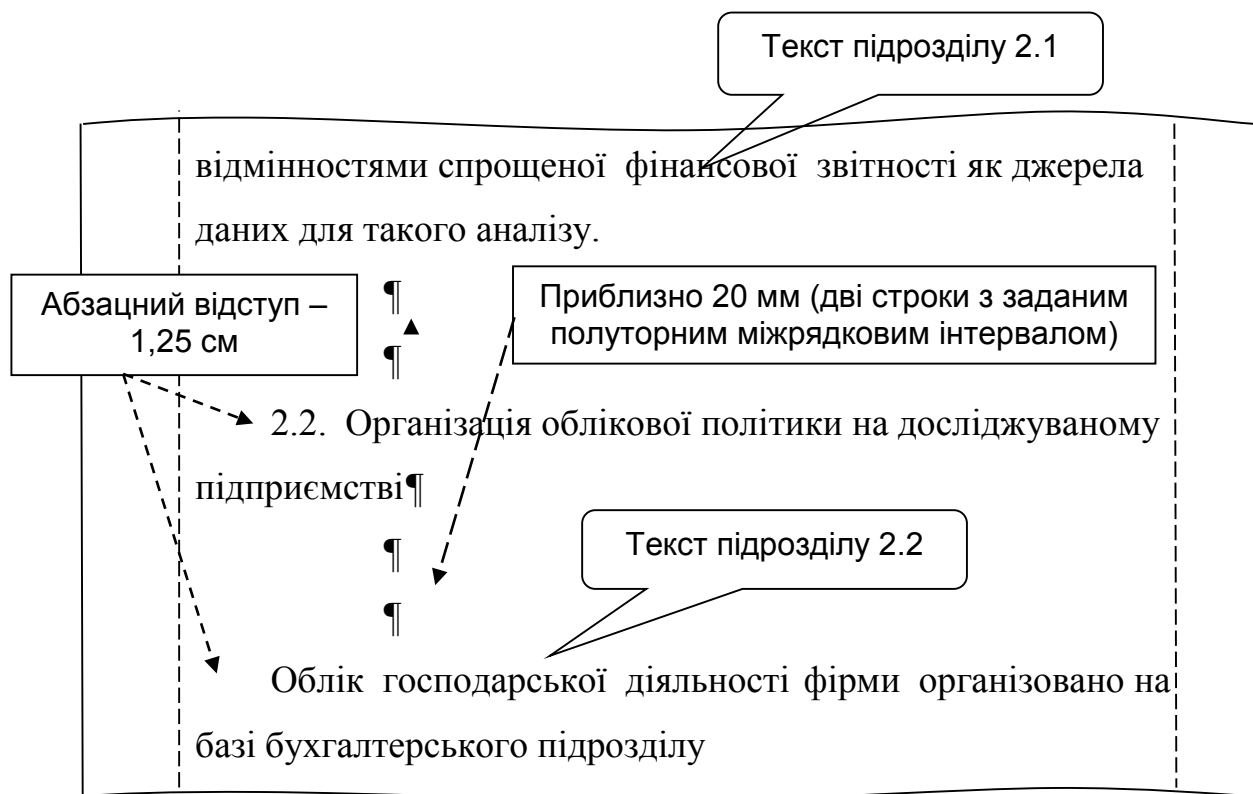 Текст підрозділу 2.1
відмінностями спрощеної фінансової звітності як джерела
даних для такого аналізу.
Абзацний відступ –
1,25 см
¶
¶
Приблизно 20 мм (дві строки з заданим
полуторним міжрядковим інтервалом)
2.2. Організація облікової політики на досліджуваному
підприємстві¶
¶
¶
Текст підрозділу 2.2
Облік господарської діяльності фірми організовано на
базі бухгалтерського підрозділу